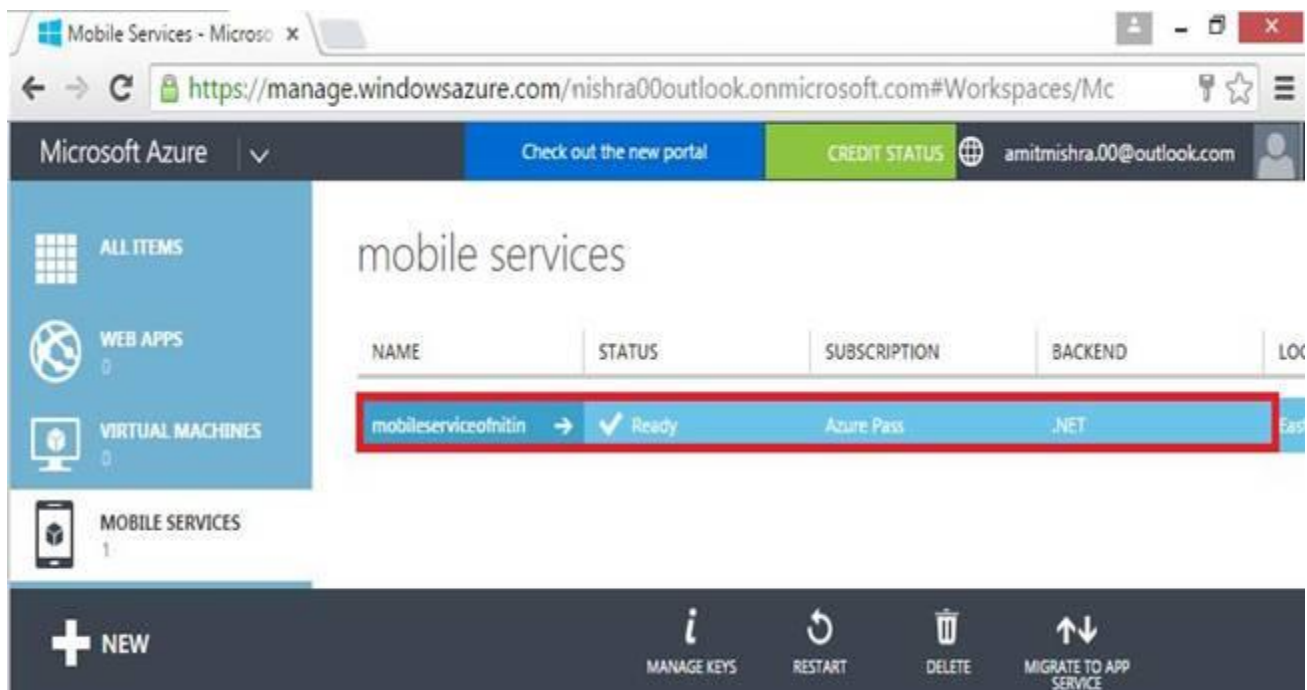 Mobile Services - Microso
https://manage.windowsazure.com/nishra00outlook.onmicrosoft.com#Workspaces/Mc
Microsoft Azure
Check out the new portal
CREDIT STATUS
amitmishra.00@outlook.com
ALL ITEMS
WEB APPS
0
VIRTUAL MACHINES
0
MOBILE SERVICES
1
mobile services
NAME STATUS SUBSCRIPTION BACKEND LOC
mobileserviceofnitin Ready Azure Pass .NET East
NEW
MANAGE KEYS
RESTART
DELETE
MIGRATE TO APP
SERVICE